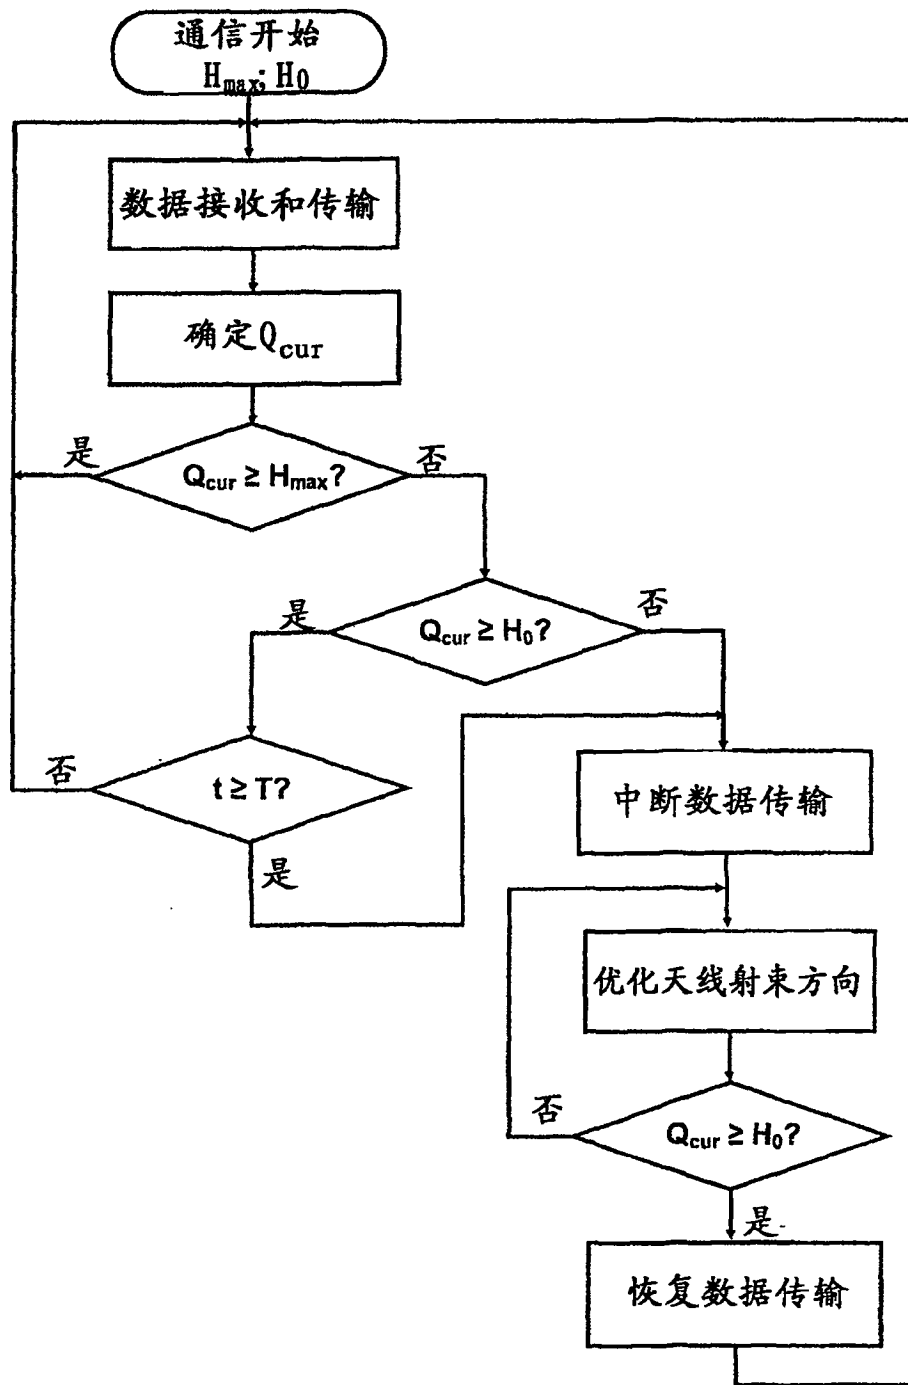 通信开始
Hmax; H0
数据接收和传输
确定Qcur
是
Qcur ≥ Hmax?
否
是
Qcur ≥ H0?
否
否
t ≥ T?
是
中断数据传输
优化天线射束方向
否
Qcur ≥ H0?
是
恢复数据传输